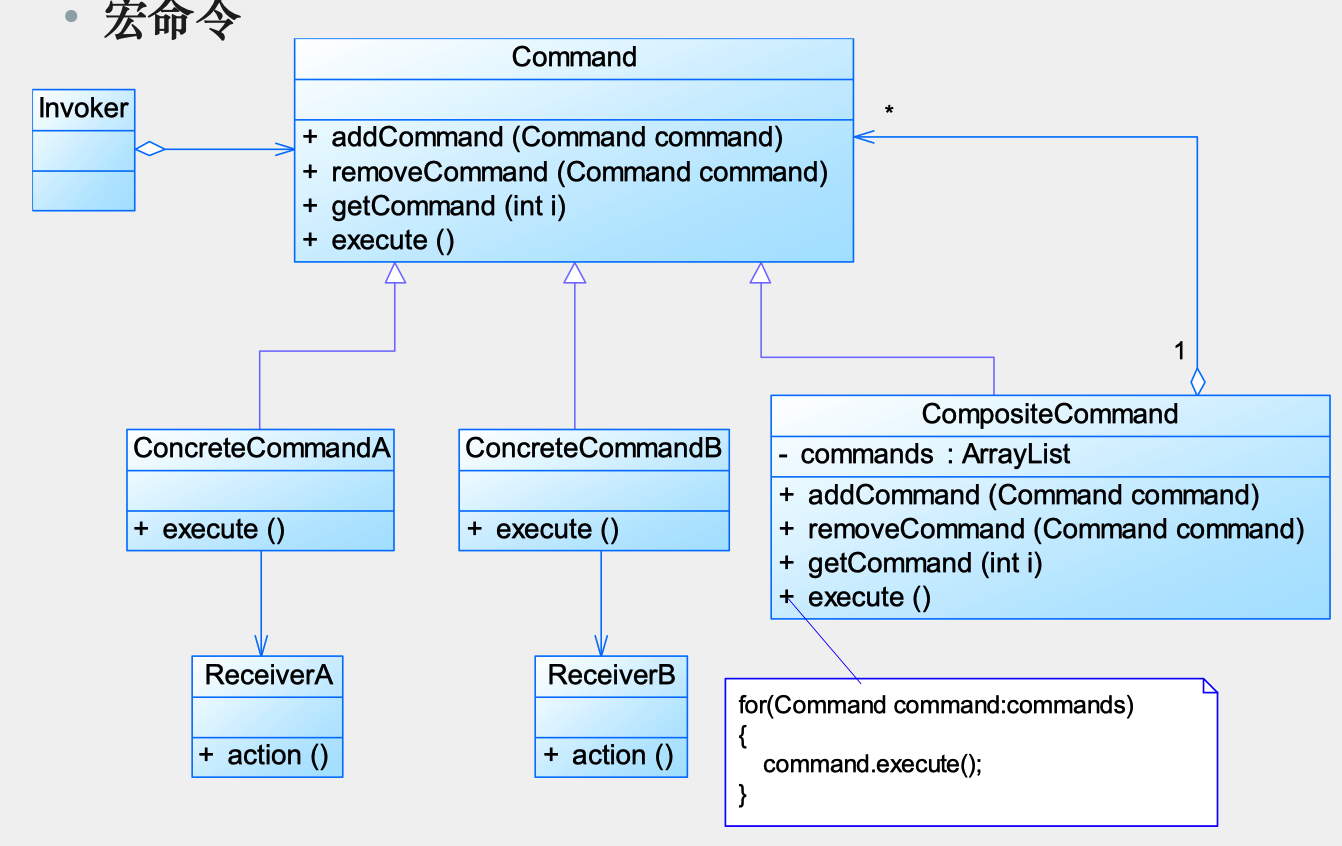 • 宏命令
Command
Invoker
*
+ addCommand (Command command)
+ removeCommand (Command command)
+ getCommand (int i)
+ execute ()
1
CompositeCommand
- commands : ArrayList
+ addCommand (Command command)
+ removeCommand (Command command)
+ getCommand (int i)
+ execute ()
ConcreteCommandA
+ execute ()
ConcreteCommandB
+ execute ()
ReceiverA
+ action ()
ReceiverB
+ action ()
for(Command command:commands)
{
command.execute();
}